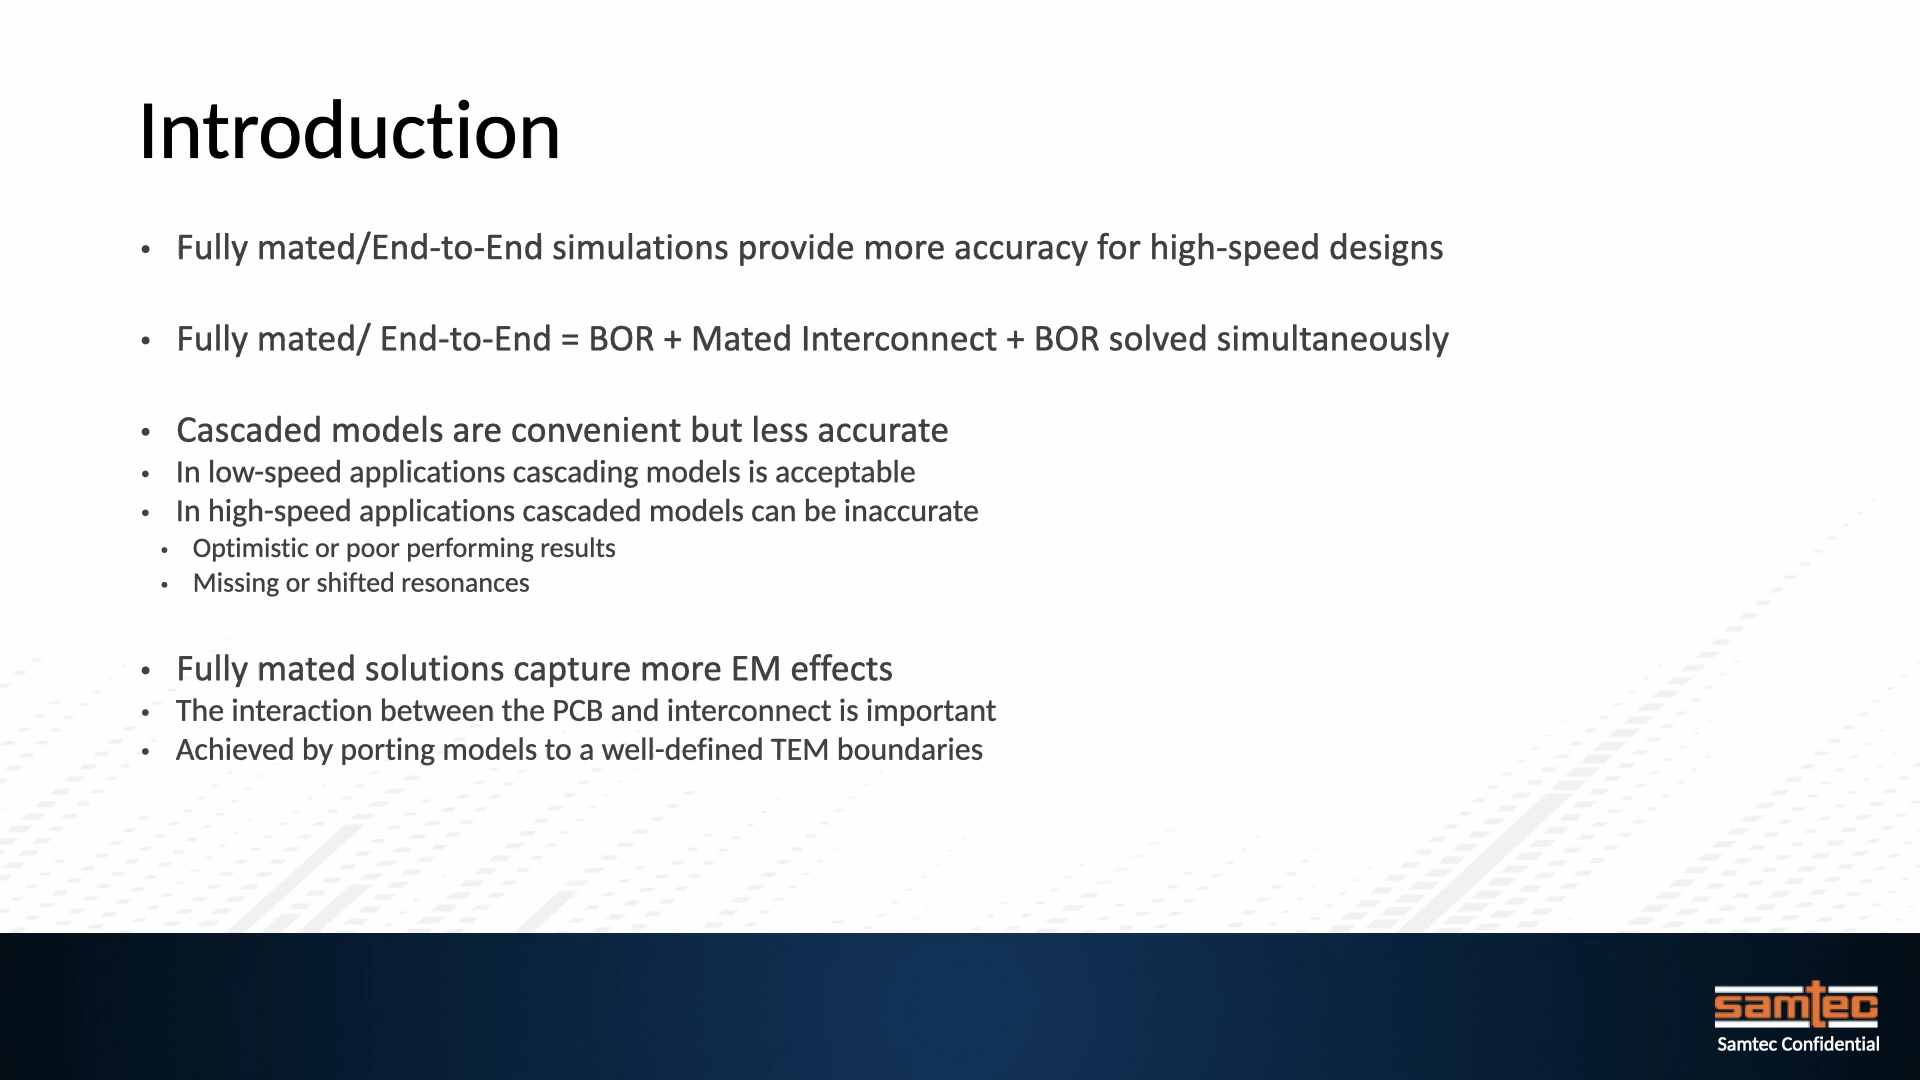 Introduction
• Fully mated/End-to-End simulations provide more accuracy for high-speed designs
• Fully mated/ End-to-End = BOR + Mated Interconnect + BOR solved simultaneously
• Cascaded models are convenient but less accurate
• In low-speed applications cascading models is acceptable
• In high-speed applications cascaded models can be inaccurate
• Optimistic or poor performing results
• Missing or shifted resonances
• Fully mated solutions capture more EM effects
• The interaction between the PCB and interconnect is important
• Achieved by porting models to a well-defined TEM boundaries
samtec
Samtec Confidential